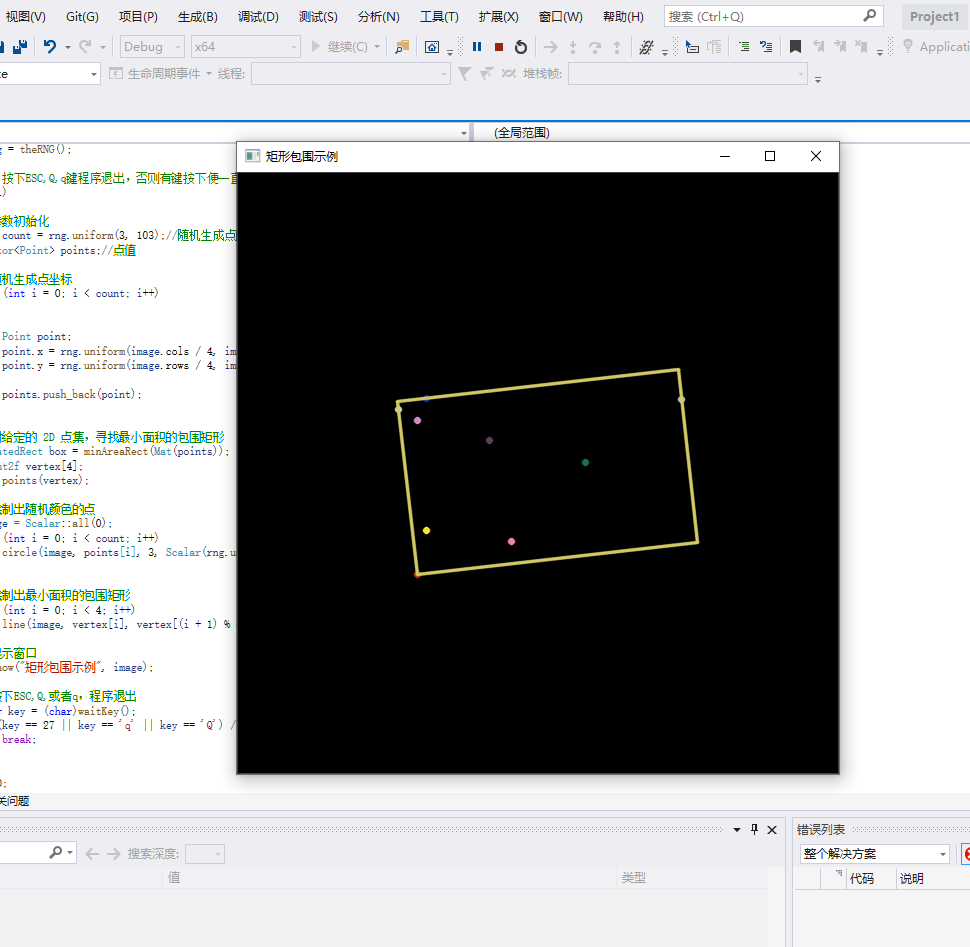 视图(V) Git(G) 项目(P) 生成(B) 调试(D) 测试(S) 分析(N) 工具(T) 扩展(X) 窗口(W) 帮助(H) 搜索 (Ctrl+Q) Project1
Debug x64 继续(C) Applicati
生命周期事件 线程: 堆栈帧:
(全局范围)
矩形包围示例
= theRNG();
按下ESC,Q,q键程序退出，否则有键按下便一直
数初始化
count = rng.uniform(3, 103);//随机生成点
tor<Point> points;//点值
机生成点坐标
(int i = 0; i < count; i++)
Point point;
point.x = rng.uniform(image.cols / 4, im
point.y = rng.uniform(image.rows / 4, im
points.push_back(point);
给定的 2D 点集，寻找最小面积的包围矩形
atedRect box = minAreaRect(Mat(points));
nt2f vertex[4];
points(vertex);
制出随机颜色的点
ge = Scalar::all(0);
(int i = 0; i < count; i++)
circle(image, points[i], 3, Scalar(rng.u
制出最小面积的包围矩形
(int i = 0; i < 4; i++)
line(image, vertex[i], vertex[(i + 1) %
示窗口
how("矩形包围示例", image);
下ESC,Q,或者q，程序退出
r key = (char)waitKey();
(key == 27 || key == 'q' || key == 'Q') /
break;
关问题
搜索深度:
值 类型
错误列表
整个解决方案
代码 说明